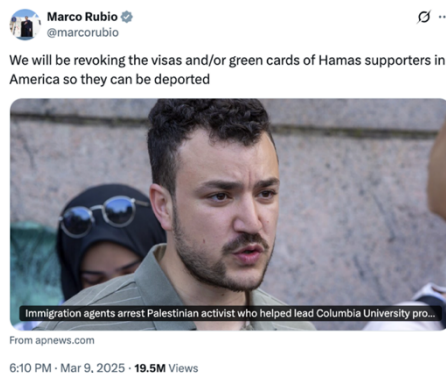 Marco Rubio
@marcorubio
We will be revoking the visas and/or green cards of Hamas supporters in
America so they can be deported
Immigration agents arrest Palestinian activist who helped lead Columbia University pro...
From apnews.com
6:10 PM · Mar 9, 2025 · 19.5M Views